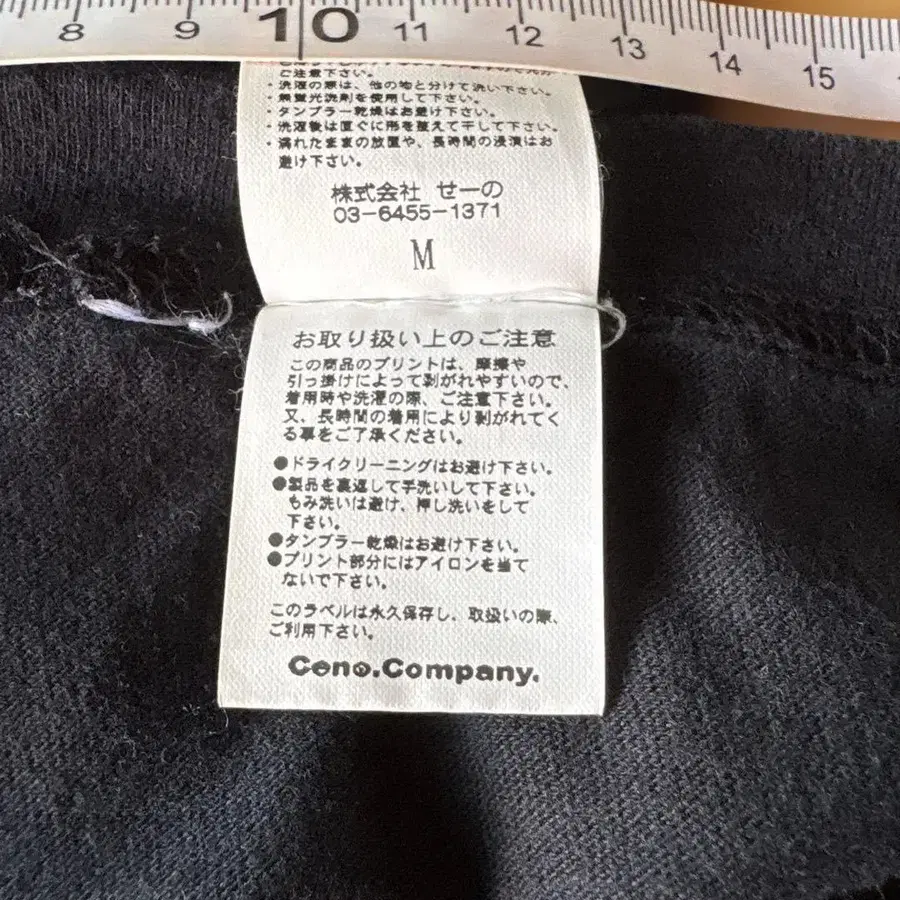 8 9 10 11 12 13 14 15
ご注意下さい。
・洗濯の際は、他の物と分けて洗い下さい。
・無蛍光洗剤を使用して下さい。
・タンブラー乾燥はお避け下さい。
・洗濯後は直ぐに形を整えて干して下さい。
・濡れたままの放置や、長時間の浸漬はお
避け下さい。
株式会社 せーの
03-6455-1371
M
お取り扱い上のご注意
この商品のプリントは、摩擦や
引っ掛けによって剥がれやすいので、
着用時や洗濯の際、ご注意下さい。
又、長時間の着用により剥がれてく
る事をご了承ください。
●ドライクリーニングはお避け下さい。
●製品を裏返して手洗いして下さい。
もみ洗いは避け、押し洗いをして
下さい。
●タンブラー乾燥はお避け下さい。
●プリント部分にはアイロンを当て
ないで下さい。
このラベルは永久保存し、取扱いの際、
ご利用下さい。
Ceno.Company.